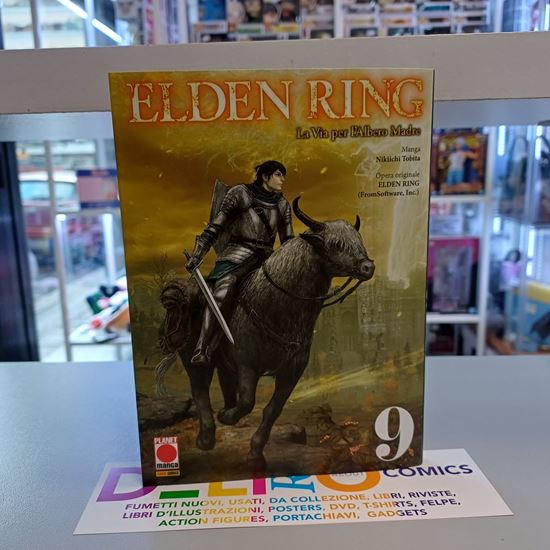 ELDEN RING
La Via per l'Albero Madre
Manga
Nikiichi Tobita
Opera originale
ELDEN RING
(FromSoftware, Inc.)
9
PLANET
manga
COMICS
FUMETTI NUOVI, USATI, DA COLLEZIONE, LIBRI, RIVISTE,
LIBRI D'ILLUSTRAZIONI, POSTERS, DVD, T-SHIRTS, FELPE,
ACTION FIGURES, PORTACHIAVI, GADGETS